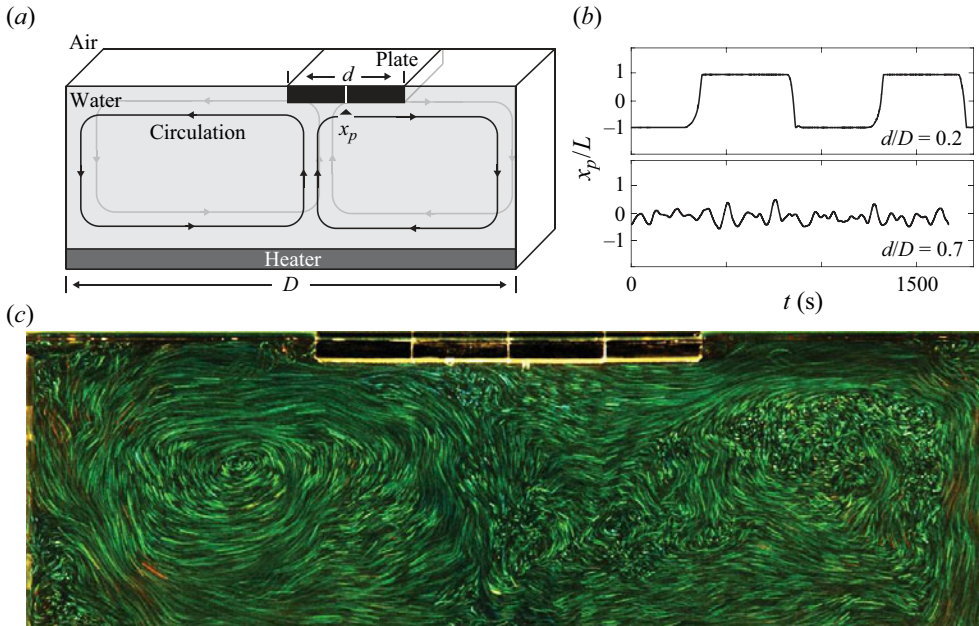 (a)
Air
Plate
d
Water
Circulation
x_p
Heater
D
(b)
1
0
−1
d/D = 0.2
x_p/L
1
0
−1
d/D = 0.7
0
1500
t (s)
(c)